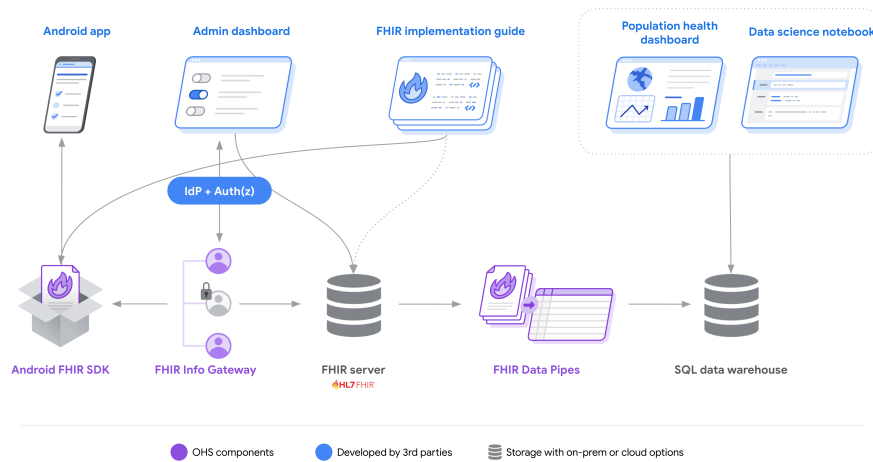 Android app
Admin dashboard
FHIR implementation guide
Population health
dashboard
Data science notebook
IdP + Auth(z)
Android FHIR SDK
FHIR Info Gateway
FHIR server
HL7 FHIR
FHIR Data Pipes
SQL data warehouse
OHS components
Developed by 3rd parties
Storage with on-prem or cloud options